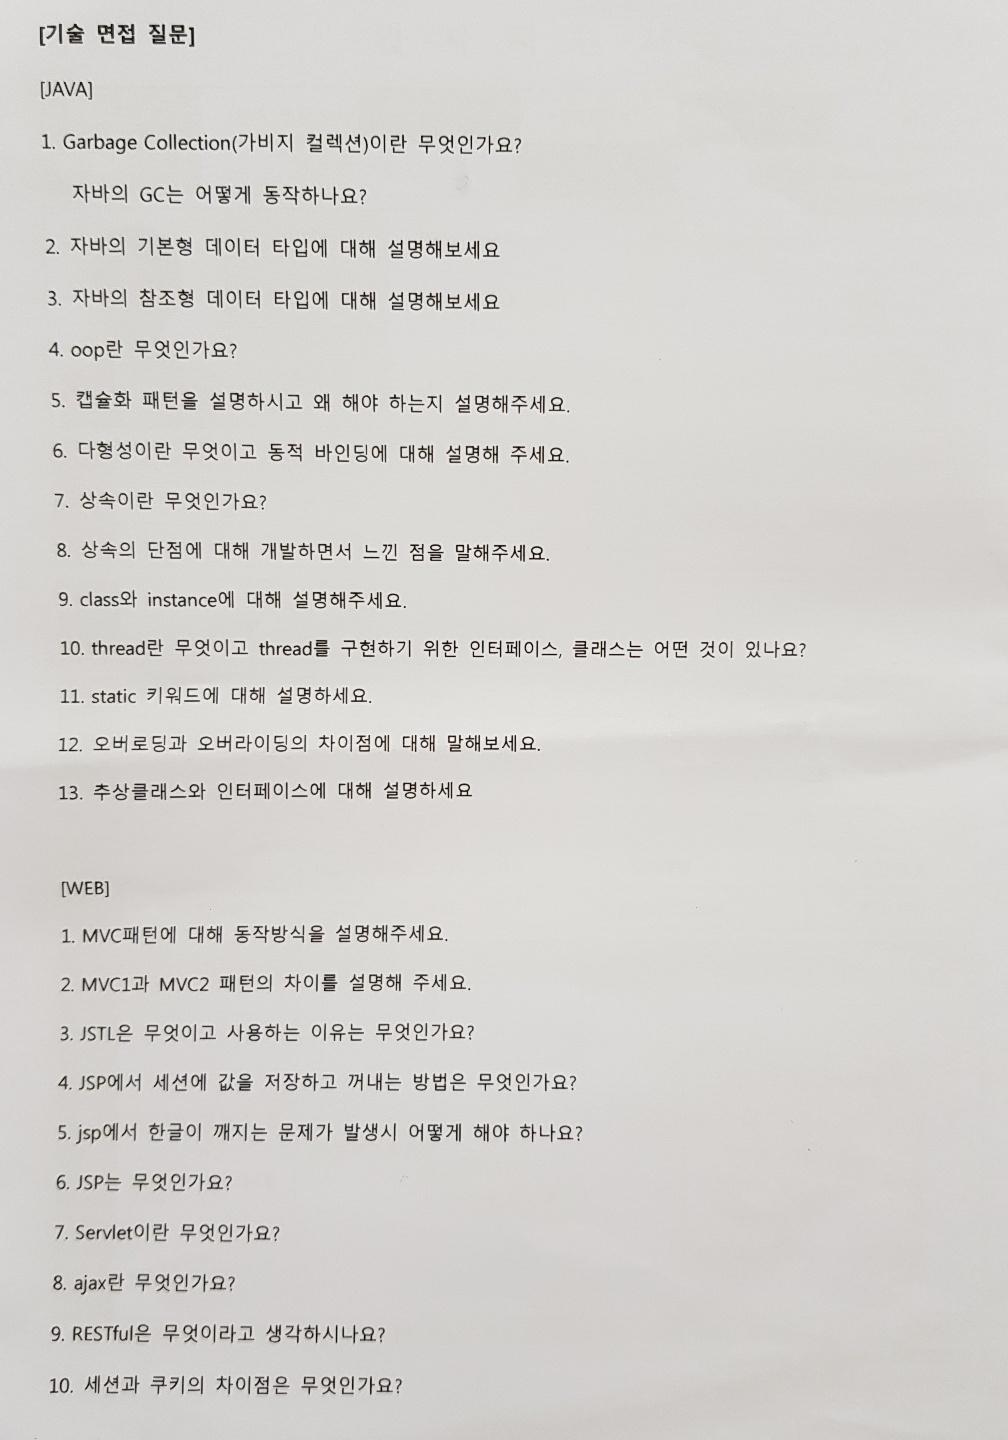 [기술 면접 질문]
[JAVA]
1. Garbage Collection(가비지 컬렉션)이란 무엇인가요?
자바의 GC는 어떻게 동작하나요?
2. 자바의 기본형 데이터 타입에 대해 설명해보세요
3. 자바의 참조형 데이터 타입에 대해 설명해보세요
4. oop란 무엇인가요?
5. 캡슐화 패턴을 설명하시고 왜 해야 하는지 설명해주세요.
6. 다형성이란 무엇이고 동적 바인딩에 대해 설명해 주세요.
7. 상속이란 무엇인가요?
8. 상속의 단점에 대해 개발하면서 느낀 점을 말해주세요.
9. class와 instance에 대해 설명해주세요.
10. thread란 무엇이고 thread를 구현하기 위한 인터페이스, 클래스는 어떤 것이 있나요?
11. static 키워드에 대해 설명하세요.
12. 오버로딩과 오버라이딩의 차이점에 대해 말해보세요.
13. 추상클래스와 인터페이스에 대해 설명하세요
[WEB]
1. MVC패턴에 대해 동작방식을 설명해주세요.
2. MVC1과 MVC2 패턴의 차이를 설명해 주세요.
3. JSTL은 무엇이고 사용하는 이유는 무엇인가요?
4. JSP에서 세션에 값을 저장하고 꺼내는 방법은 무엇인가요?
5. jsp에서 한글이 깨지는 문제가 발생시 어떻게 해야 하나요?
6. JSP는 무엇인가요?
7. Servlet이란 무엇인가요?
8. ajax란 무엇인가요?
9. RESTful은 무엇이라고 생각하시나요?
10. 세션과 쿠키의 차이점은 무엇인가요?